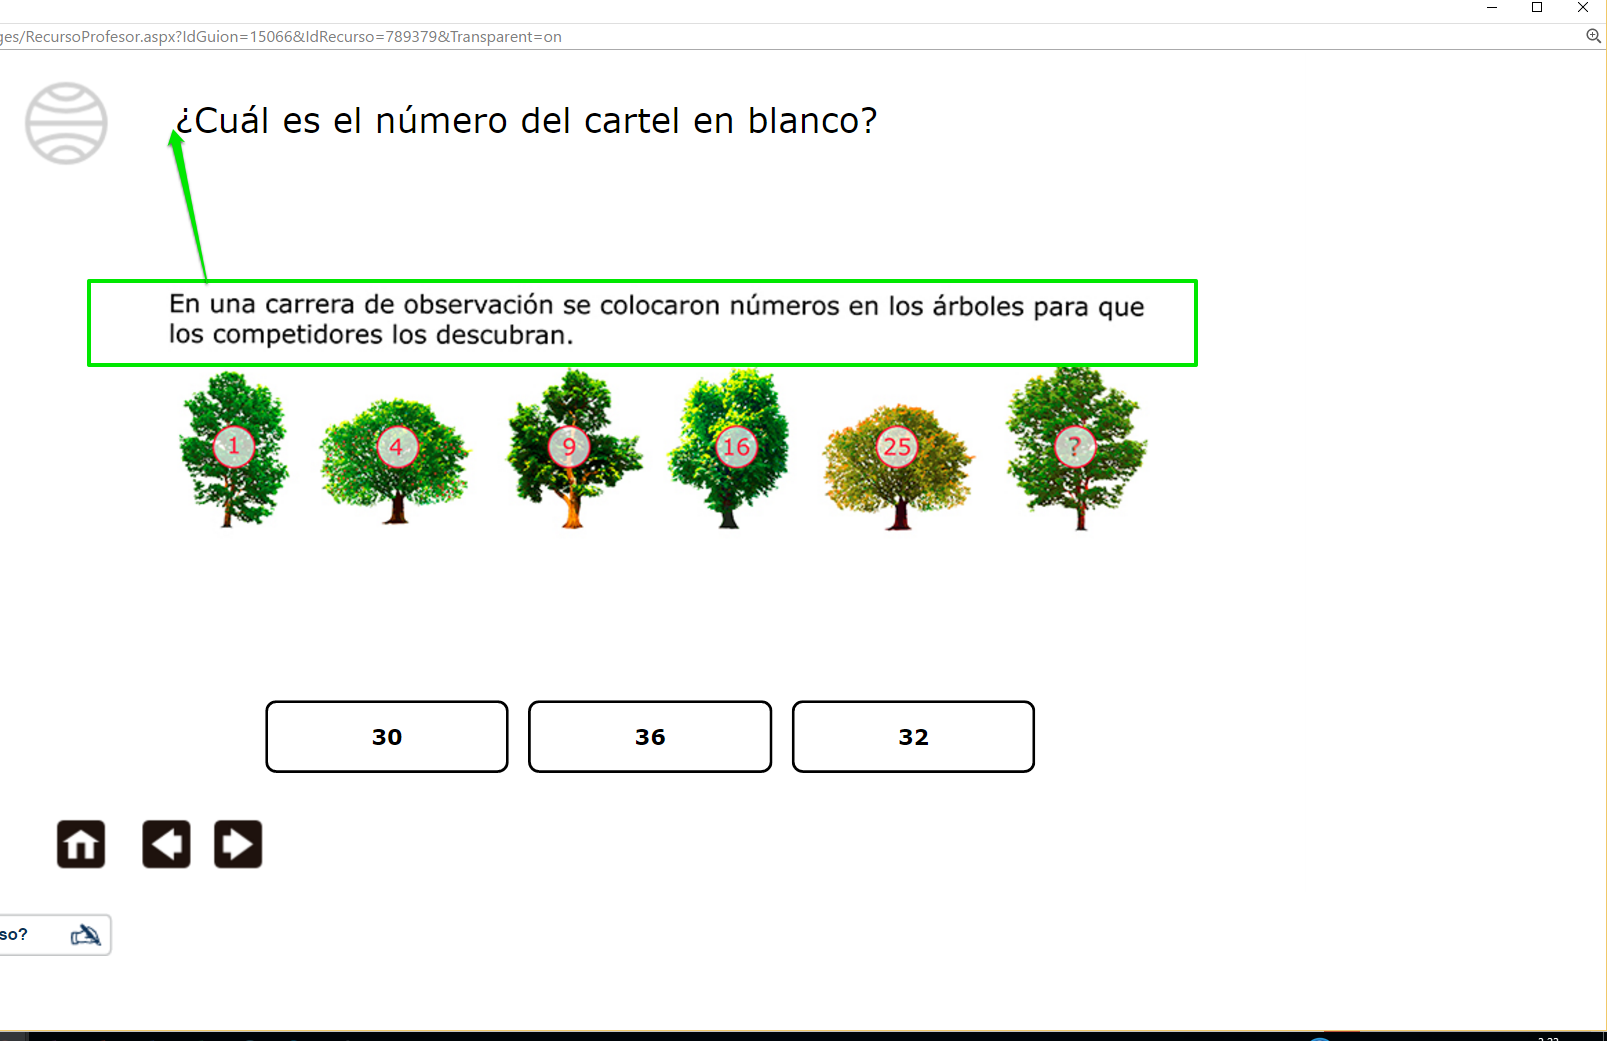 ges/RecursoProfesor.aspx?IdGuion=15066&IdRecurso=789379&Transparent=on
¿Cuál es el número del cartel en blanco?
En una carrera de observación se colocaron números en los árboles para que
los competidores los descubran.
1 4 9 16 25 ?
30 36 32
so?